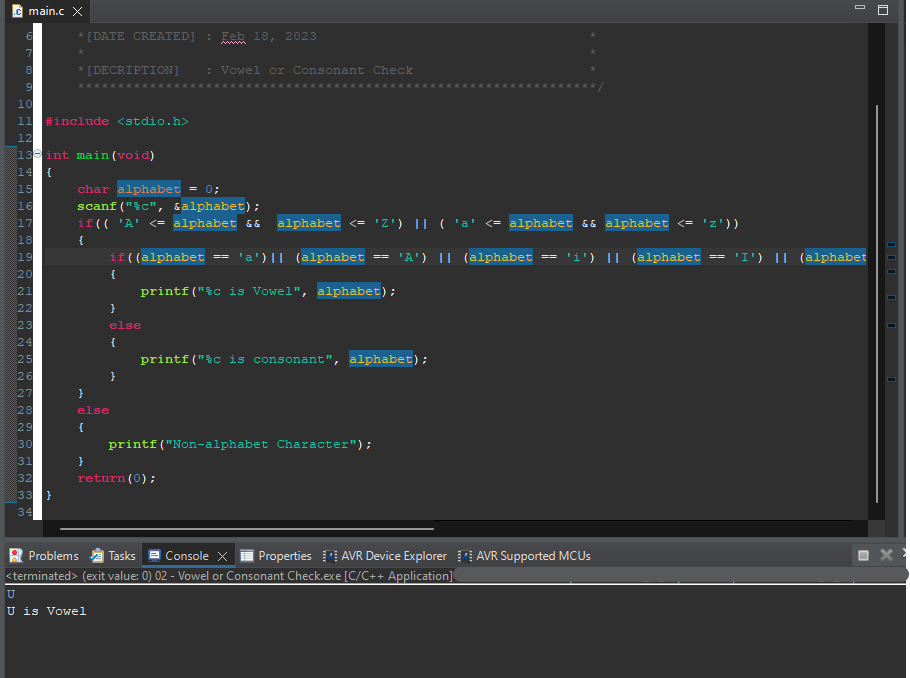 main.c
6 *[DATE CREATED] : Feb 18, 2023 *
7 * *
8 *[DECRIPTION] : Vowel or Consonant Check *
9 ******************************************************************/
10
11 #include <stdio.h>
12
13 int main(void)
14 {
15 char alphabet = 0;
16 scanf("%c", &alphabet);
17 if(( 'A' <= alphabet && alphabet <= 'Z') || ( 'a' <= alphabet && alphabet <= 'z'))
18 {
19 if((alphabet == 'a')|| (alphabet == 'A') || (alphabet == 'i') || (alphabet == 'I') || (alphabet
20 {
21 printf("%c is Vowel", alphabet);
22 }
23 else
24 {
25 printf("%c is consonant", alphabet);
26 }
27 }
28 else
29 {
30 printf("Non-alphabet Character");
31 }
32 return(0);
33 }
34
Problems Tasks Console Properties AVR Device Explorer AVR Supported MCUs
<terminated> (exit value: 0) 02 - Vowel or Consonant Check.exe [C/C++ Application]
U
U is Vowel